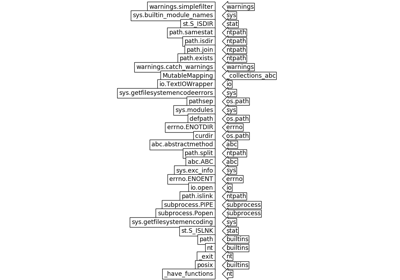 warnings.simplefilter warnings
sys.builtin_module_names sys
st.S_ISDIR stat
path.samestat ntpath
path.isdir ntpath
path.join ntpath
path.exists ntpath
warnings.catch_warnings warnings
MutableMapping _collections_abc
io.TextIOWrapper io
sys.getfilesystemencodeerrors sys
pathsep os.path
sys.modules sys
defpath os.path
errno.ENOTDIR errno
curdir os.path
abc.abstractmethod abc
path.split ntpath
abc.ABC abc
sys.exc_info sys
errno.ENOENT errno
io.open io
path.islink ntpath
subprocess.PIPE subprocess
subprocess.Popen subprocess
sys.getfilesystemencoding sys
st.S_ISLNK stat
path builtins
nt builtins
_exit nt
posix builtins
_have_functions nt